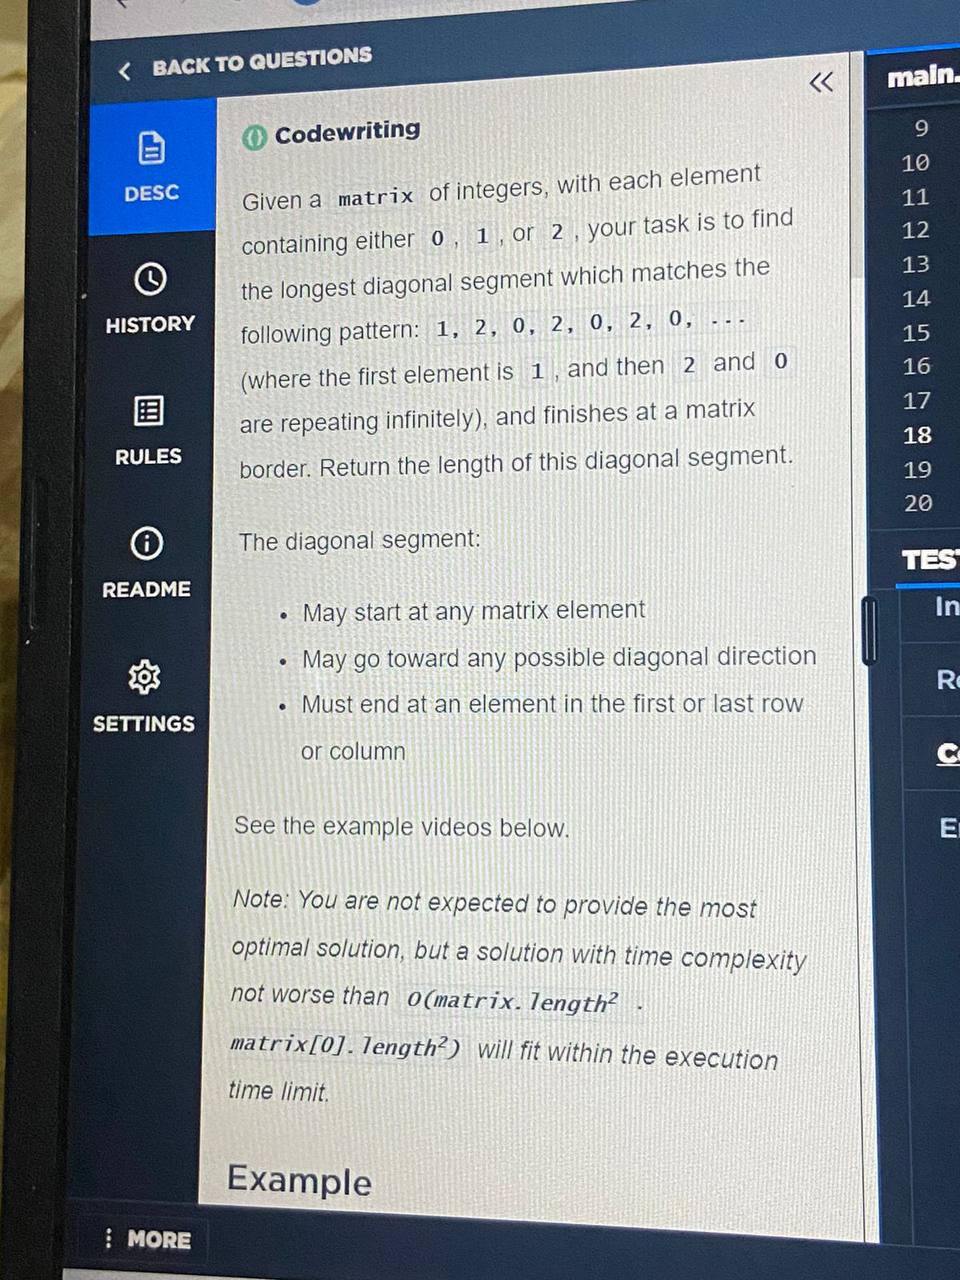 BACK TO QUESTIONS
main.
DESC
HISTORY
RULES
README
SETTINGS
Codewriting
Given a matrix of integers, with each element
containing either 0, 1, or 2, your task is to find
the longest diagonal segment which matches the
following pattern: 1, 2, 0, 2, 0, 2, 0, ...
(where the first element is 1, and then 2 and 0
are repeating infinitely), and finishes at a matrix
border. Return the length of this diagonal segment.
The diagonal segment:
• May start at any matrix element
• May go toward any possible diagonal direction
• Must end at an element in the first or last row
or column
See the example videos below.
Note: You are not expected to provide the most
optimal solution, but a solution with time complexity
not worse than O(matrix.length² ·
matrix[0].length²) will fit within the execution
time limit.
Example
MORE
9
10
11
12
13
14
15
16
17
18
19
20
TES
In